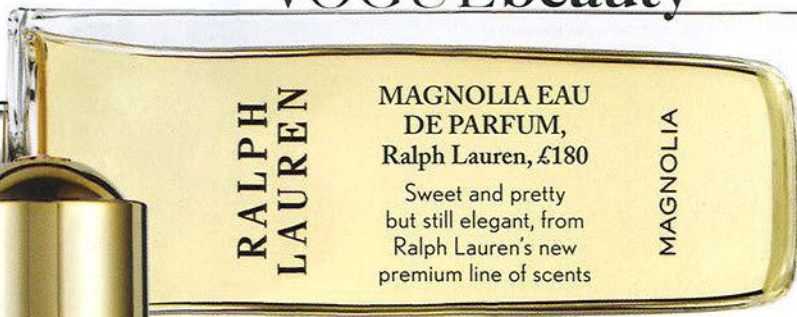 VOGUEbeauty
RALPH
LAUREN
MAGNOLIA EAU
DE PARFUM,
Ralph Lauren, £180
Sweet and pretty
but still elegant, from
Ralph Lauren's new
premium line of scents
MAGNOLIA